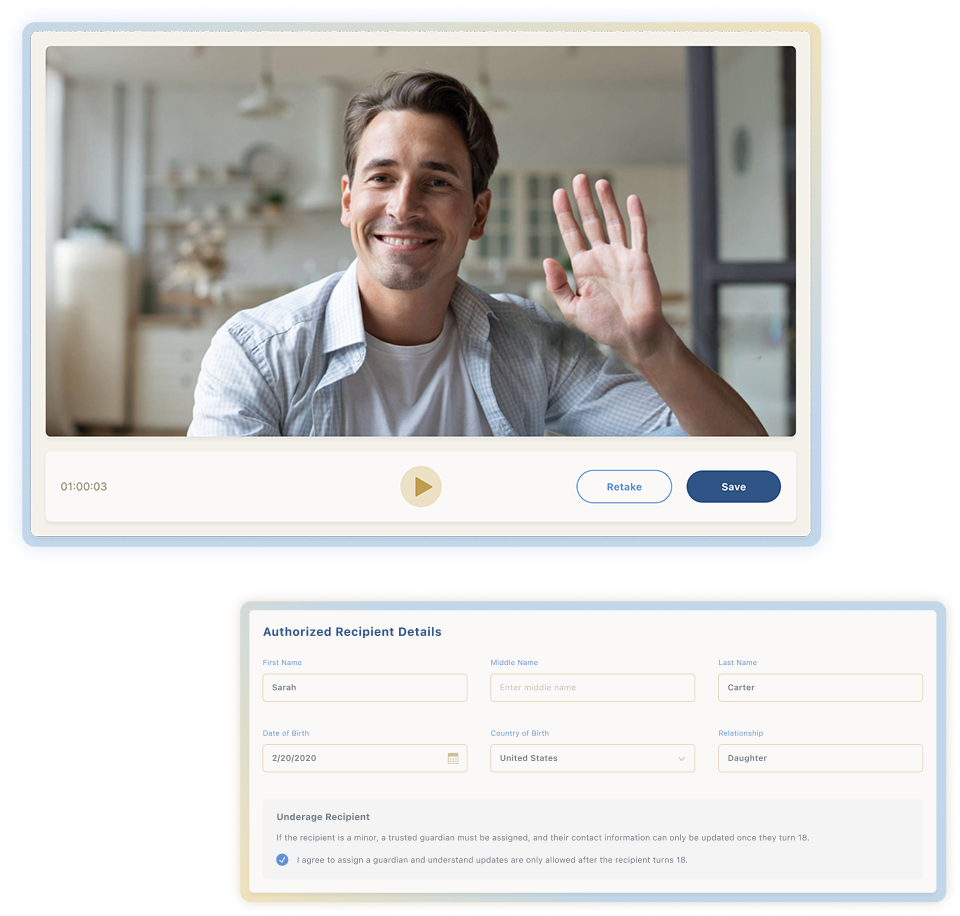 01:00:03
Retake
Save
Authorized Recipient Details
First Name
Middle Name
Last Name
Sarah
Enter middle name
Carter
Date of Birth
Country of Birth
Relationship
2/20/2020
United States
Daughter
Underage Recipient
If the recipient is a minor, a trusted guardian must be assigned, and their contact information can only be updated once they turn 18.
I agree to assign a guardian and understand updates are only allowed after the recipient turns 18.